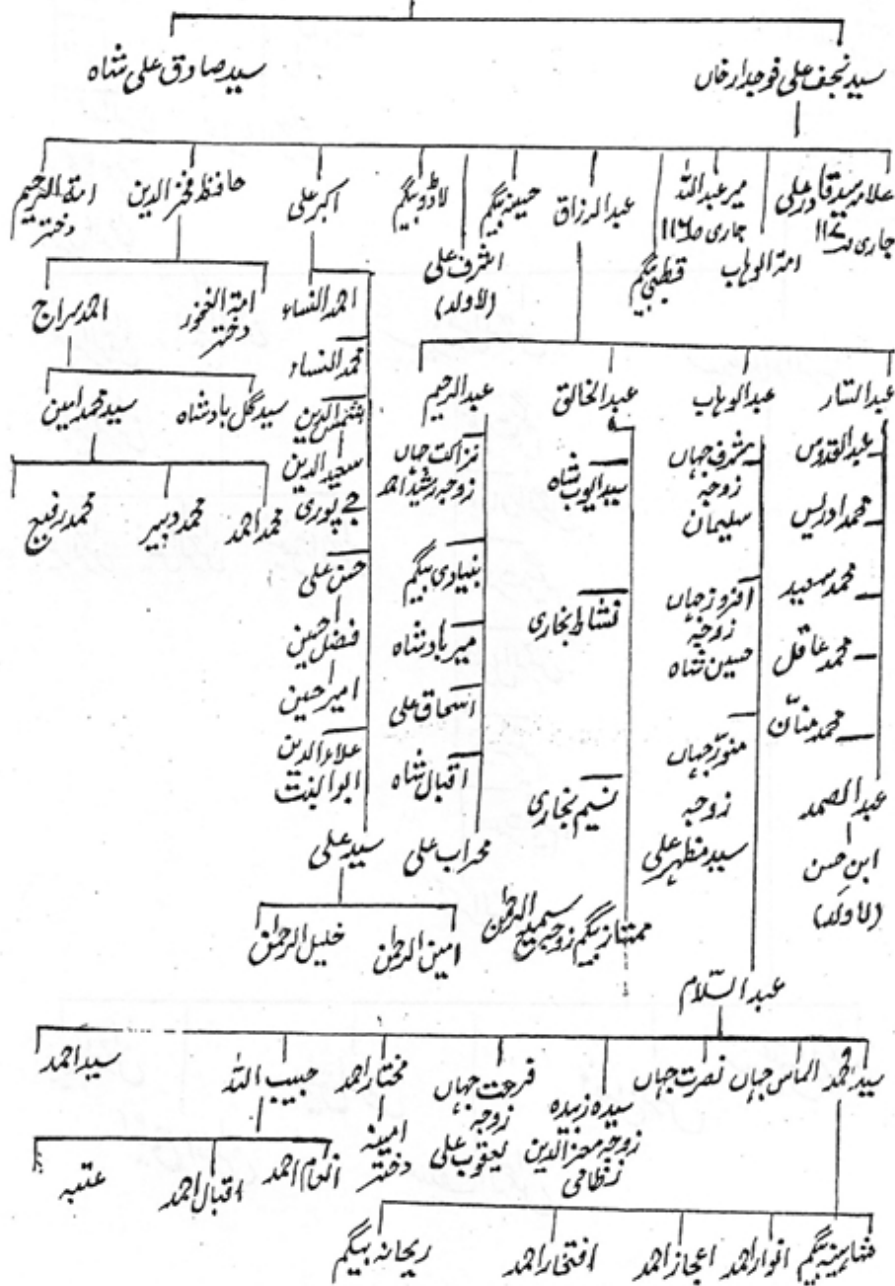 سید نجف علی فوجدار خاں
سید صادق علی شاہ
علامہ سید قادر علی
جاری ص ۱۱۷
امۃ الوہاب
میر عبداللہ
جاری ص ۱۱۶
قطبی بیگم
عبدالرزاق
حسینہ بیگم
اشرف علی
(لاولد)
لاڈو بیگم
اکبر علی
حافظ فخر الدین
امۃ الرحیم
دختر
عبدالستار
عبدالوہاب
عبدالخالق
عبدالرحیم
احمد النساء
امۃ الغفور
دختر
احمد سراج
عبدالقدوس
محمد ادریس
محمد سعید
محمد عاقل
محمد منان
عبدالصمد
ابن حسن
(لاولد)
مشرف جہاں
زوجہ
سلیمان
افروز جہاں
زوجہ
حسین شاہ
منور جہاں
زوجہ
سید مظہر علی
عبدالسلام
سید ایوب شاہ
نشاط بخاری
نسیم بخاری
ممتاز بیگم زوجہ سمیع الرحمن
نزاکت جہاں
زوجہ رشید احمد
بنیادی بیگم
میر بادشاہ
اسحاق علی
اقبال شاہ
محراب علی
محمد النساء
شمس الدین
سعید الدین
جے پوری
حسن علی
فضل حسین
امیر حسین
علاء الدین
ابوالبنت
سید علی
امین الرحمن
خلیل الرحمن
سید گل بادشاہ
سید محمد امین
محمد احمد
محمد دبیر
محمد رفیع
سید محمد
الماس جہاں
نصرت جہاں
سیدہ زبیدہ
زوجہ معز الدین
نظامی
فرحت جہاں
زوجہ
یعقوب علی
مختار احمد
امینہ
دختر
حبیب اللہ
سید احمد
انعام احمد
اقبال احمد
عتبہ
بیگم
انوار احمد
اعجاز احمد
افتخار احمد
ریحانہ بیگم